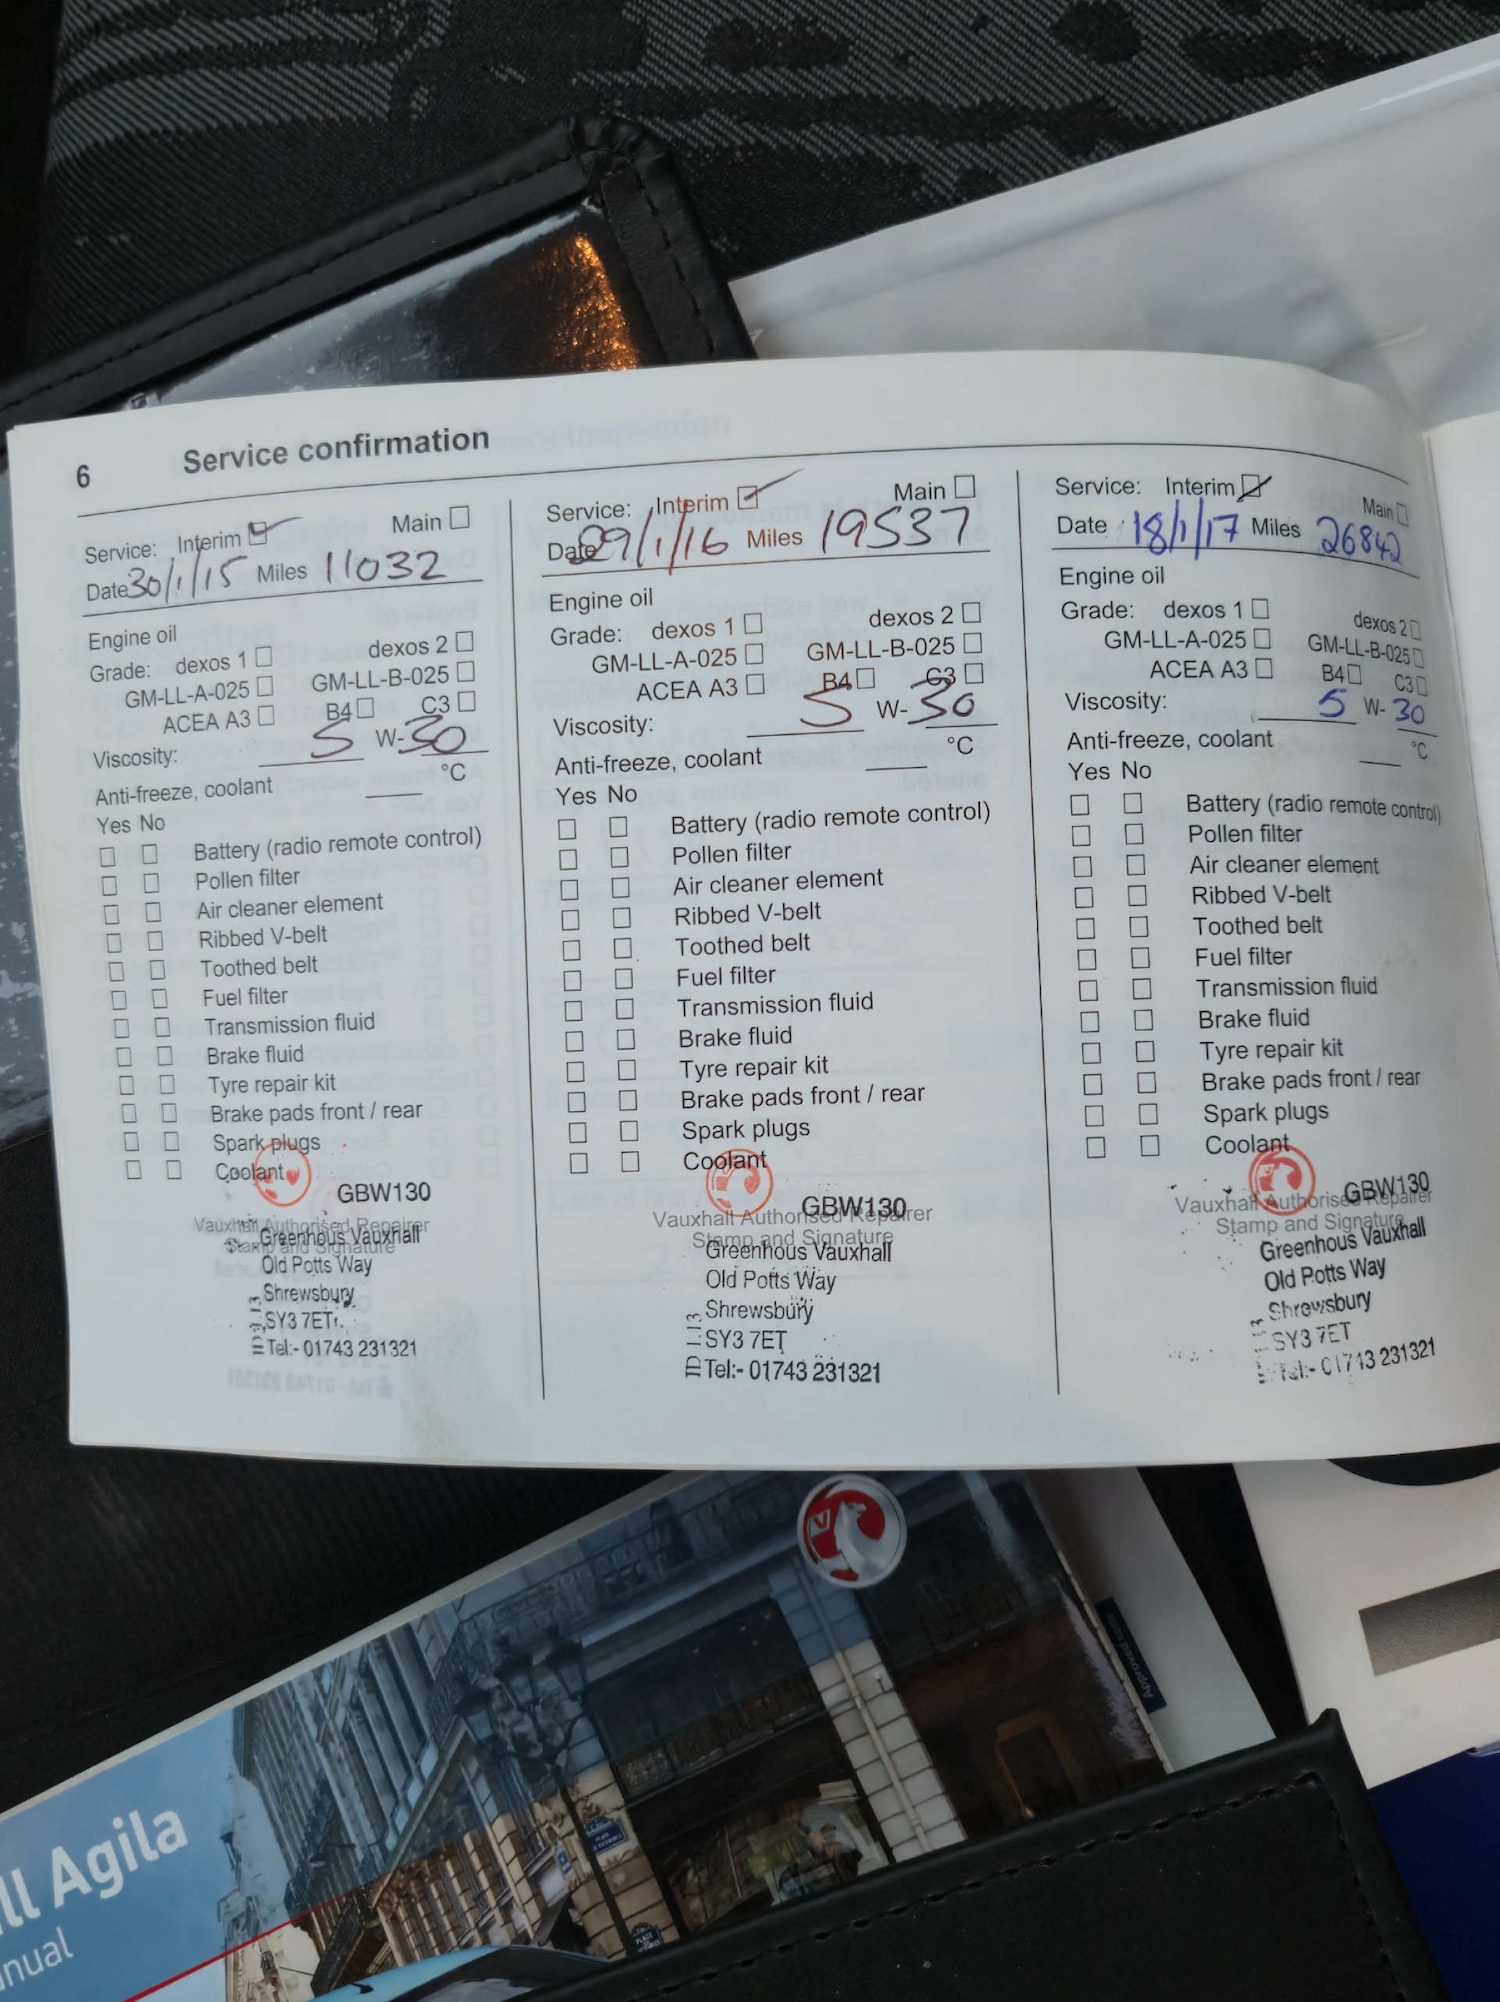 6 Service confirmation
Service: Interim Main
Date 30/1/15 Miles 11032
Engine oil
Grade: dexos 1 dexos 2
GM-LL-A-025 GM-LL-B-025
ACEA A3 B4 C3
Viscosity: 5 W-30
Anti-freeze, coolant °C
Yes No
Battery (radio remote control)
Pollen filter
Air cleaner element
Ribbed V-belt
Toothed belt
Fuel filter
Transmission fluid
Brake fluid
Tyre repair kit
Brake pads front / rear
Spark plugs
Coolant
GBW130
Vauxhall Authorised Repairer
Stamp and Signature
Greenhous Vauxhall
Old Potts Way
Shrewsbury
SY3 7ET
Tel:- 01743 231321
Service: Interim Main
Date 29/1/16 Miles 19537
Engine oil
Grade: dexos 1 dexos 2
GM-LL-A-025 GM-LL-B-025
ACEA A3 B4 C3
Viscosity: 5 W-30
Anti-freeze, coolant °C
Yes No
Battery (radio remote control)
Pollen filter
Air cleaner element
Ribbed V-belt
Toothed belt
Fuel filter
Transmission fluid
Brake fluid
Tyre repair kit
Brake pads front / rear
Spark plugs
Coolant
GBW130
Vauxhall Authorised Repairer
Stamp and Signature
Greenhous Vauxhall
Old Potts Way
Shrewsbury
SY3 7ET
Tel:- 01743 231321
Service: Interim Main
Date 18/1/17 Miles 26842
Engine oil
Grade: dexos 1 dexos 2
GM-LL-A-025 GM-LL-B-025
ACEA A3 B4 C3
Viscosity: 5 W-30
Anti-freeze, coolant °C
Yes No
Battery (radio remote control)
Pollen filter
Air cleaner element
Ribbed V-belt
Toothed belt
Fuel filter
Transmission fluid
Brake fluid
Tyre repair kit
Brake pads front / rear
Spark plugs
Coolant
GBW130
Vauxhall Authorised Repairer
Stamp and Signature
Greenhous Vauxhall
Old Potts Way
Shrewsbury
SY3 7ET
Tel:- 01743 231321
ll Agila
nual